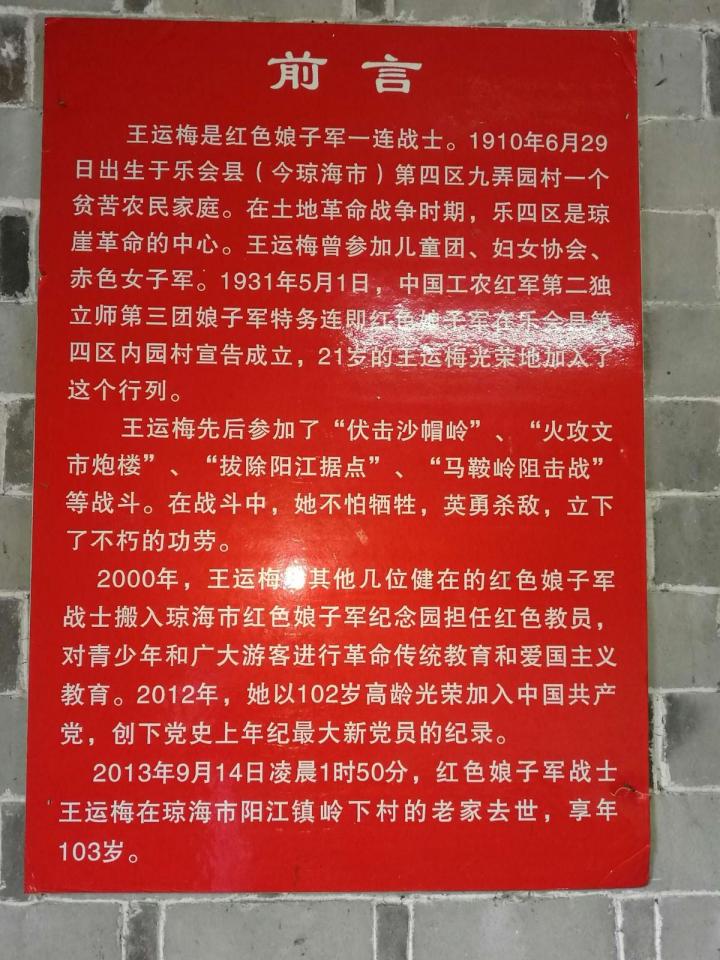 前言
王运梅是红色娘子军一连战士。1910年6月29
日出生于乐会县（今琼海市）第四区九弄园村一个
贫苦农民家庭。在土地革命战争时期，乐四区是琼
崖革命的中心。王运梅曾参加儿童团、妇女协会、
赤色女子军。1931年5月1日，中国工农红军第二独
立师第三团娘子军特务连即红色娘子军在乐会县第
四区内园村宣告成立，21岁的王运梅光荣地加入了
这个行列。
王运梅先后参加了“伏击沙帽岭”、“火攻文
市炮楼”、“拔除阳江据点”、“马鞍岭阻击战”
等战斗。在战斗中，她不怕牺牲，英勇杀敌，立下
了不朽的功劳。
2000年，王运梅其他几位健在的红色娘子军
战士搬入琼海市红色娘子军纪念园担任红色教员，
对青少年和广大游客进行革命传统教育和爱国主义
教育。2012年，她以102岁高龄光荣加入中国共产
党，创下党史上年纪最大新党员的纪录。
2013年9月14日凌晨1时50分，红色娘子军战士
王运梅在琼海市阳江镇岭下村的老家去世，享年
103岁。